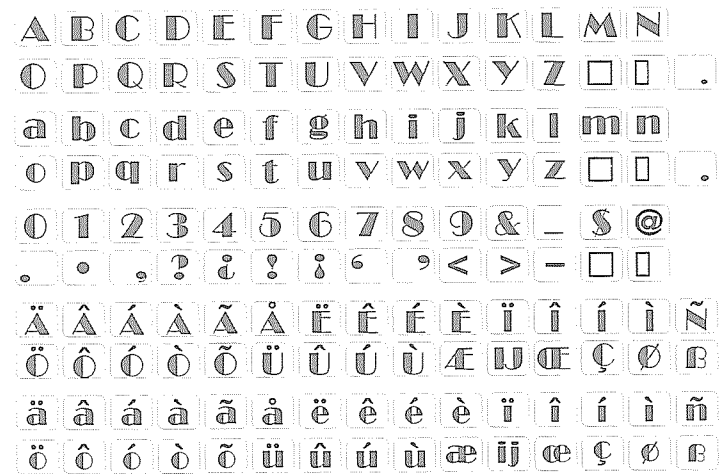 A B C D E F G H I J K L M N
O P Q R S T U V W X Y Z □ ▯ .
a b c d e f g h i j k l m n
o p q r s t u v w x y z □ ▯ .
0 1 2 3 4 5 6 7 8 9 & _ $ @
. • , ? ¿ ! ¡ ‘ ’ < > - □ ▯
Ä Â Á À Ã Å Ë Ê É È Ï Î Í Ì Ñ
Ö Ô Ó Ò Õ Ü Û Ú Ù Æ IJ Œ Ç Ø ß
ä â á à ã å ë ê é è ï î í ì ñ
ö ô ó ò õ ü û ú ù æ ij œ ç ø ß